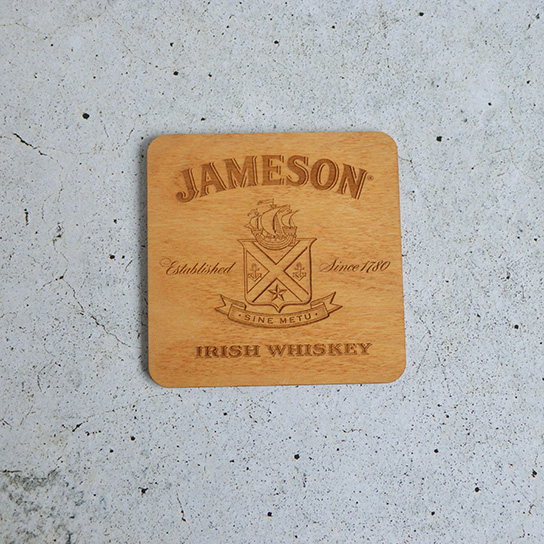 JAMESON®
Established Since 1780
SINE METU
IRISH WHISKEY